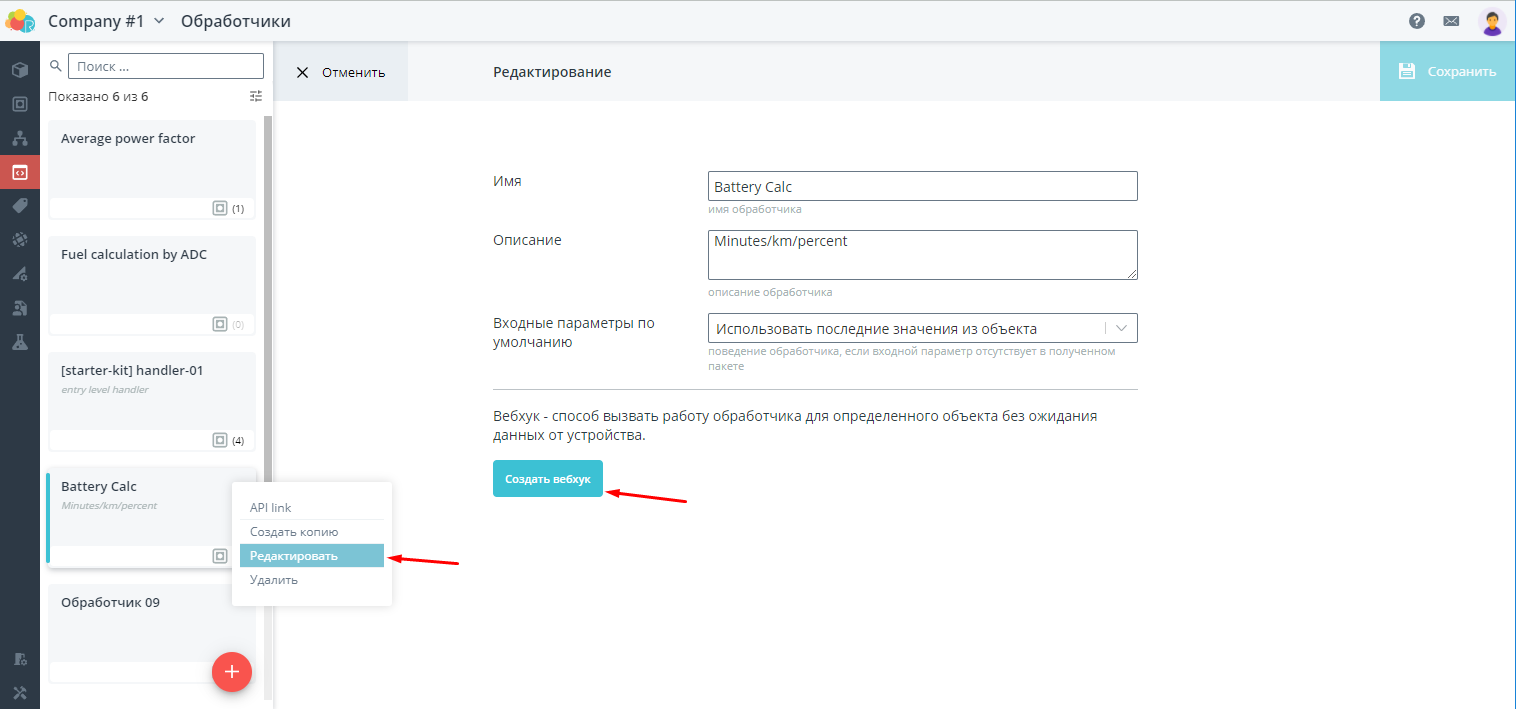 Company #1
Обработчики
Поиск ...
Показано 6 из 6
Average power factor
(1)
Fuel calculation by ADC
(0)
[starter-kit] handler-01
entry level handler
(4)
Battery Calc
Minutes/km/percent
Обработчик 09
API link
Создать копию
Редактировать
Удалить
Отменить
Редактирование
Сохранить
Имя
Battery Calc
имя обработчика
Описание
Minutes/km/percent
описание обработчика
Входные параметры по
умолчанию
Использовать последние значения из объекта
поведение обработчика, если входной параметр отсутствует в полученном
пакете
Вебхук - способ вызвать работу обработчика для определенного объекта без ожидания
данных от устройства.
Создать вебхук